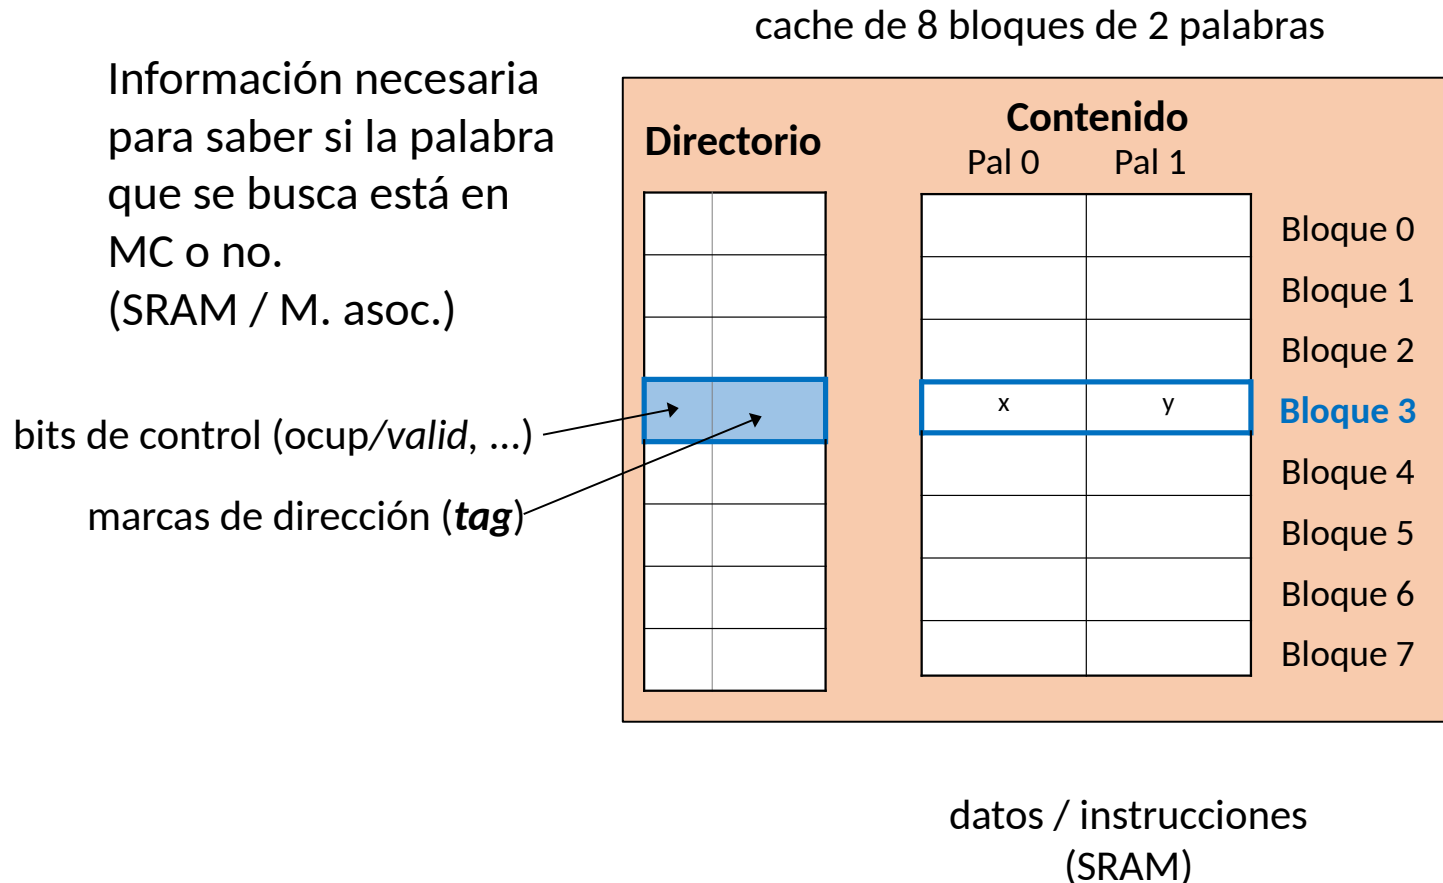 cache de 8 bloques de 2 palabras
Información necesaria
para saber si la palabra
que se busca está en
MC o no.
(SRAM / M. asoc.)
bits de control (ocup/valid, ...)
marcas de dirección (tag)
Directorio
Contenido
Pal 0 Pal 1
Bloque 0
Bloque 1
Bloque 2
x y Bloque 3
Bloque 4
Bloque 5
Bloque 6
Bloque 7
datos / instrucciones
(SRAM)